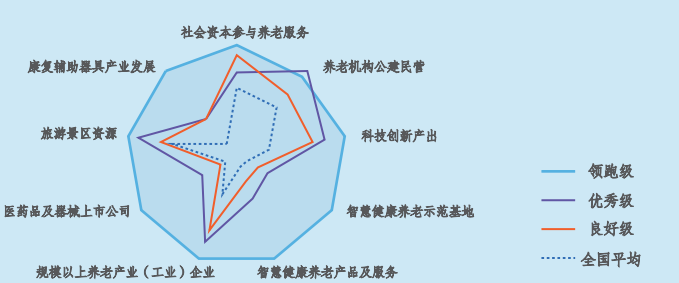 社会资本参与养老服务
康复辅助器具产业发展
养老机构公建民营
旅游景区资源
科技创新产出
医药品及器械上市公司
智慧健康养老示范基地
规模以上养老产业（工业）企业
智慧健康养老产品及服务
领跑级
优秀级
良好级
全国平均